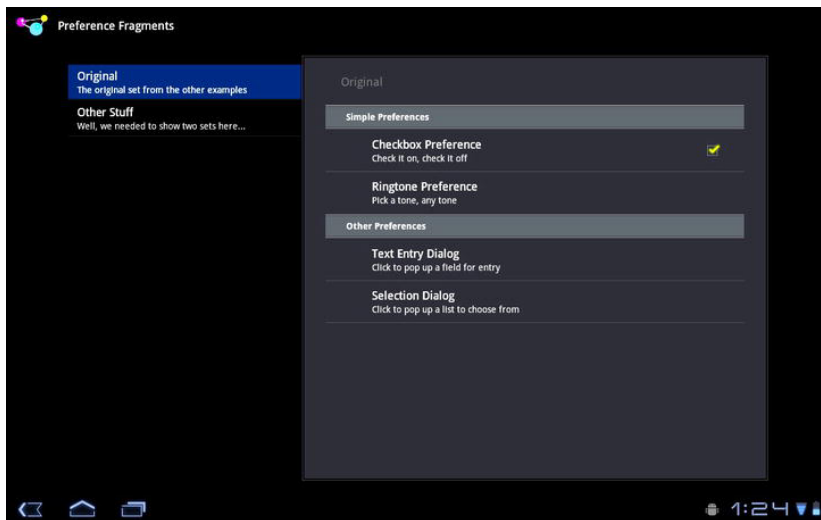 Preference Fragments
Original
The original set from the other examples
Other Stuff
Well, we needed to show two sets here...
Original
Simple Preferences
Checkbox Preference
Check it on, check it off
Ringtone Preference
Pick a tone, any tone
Other Preferences
Text Entry Dialog
Click to pop up a field for entry
Selection Dialog
Click to pop up a list to choose from
1:24